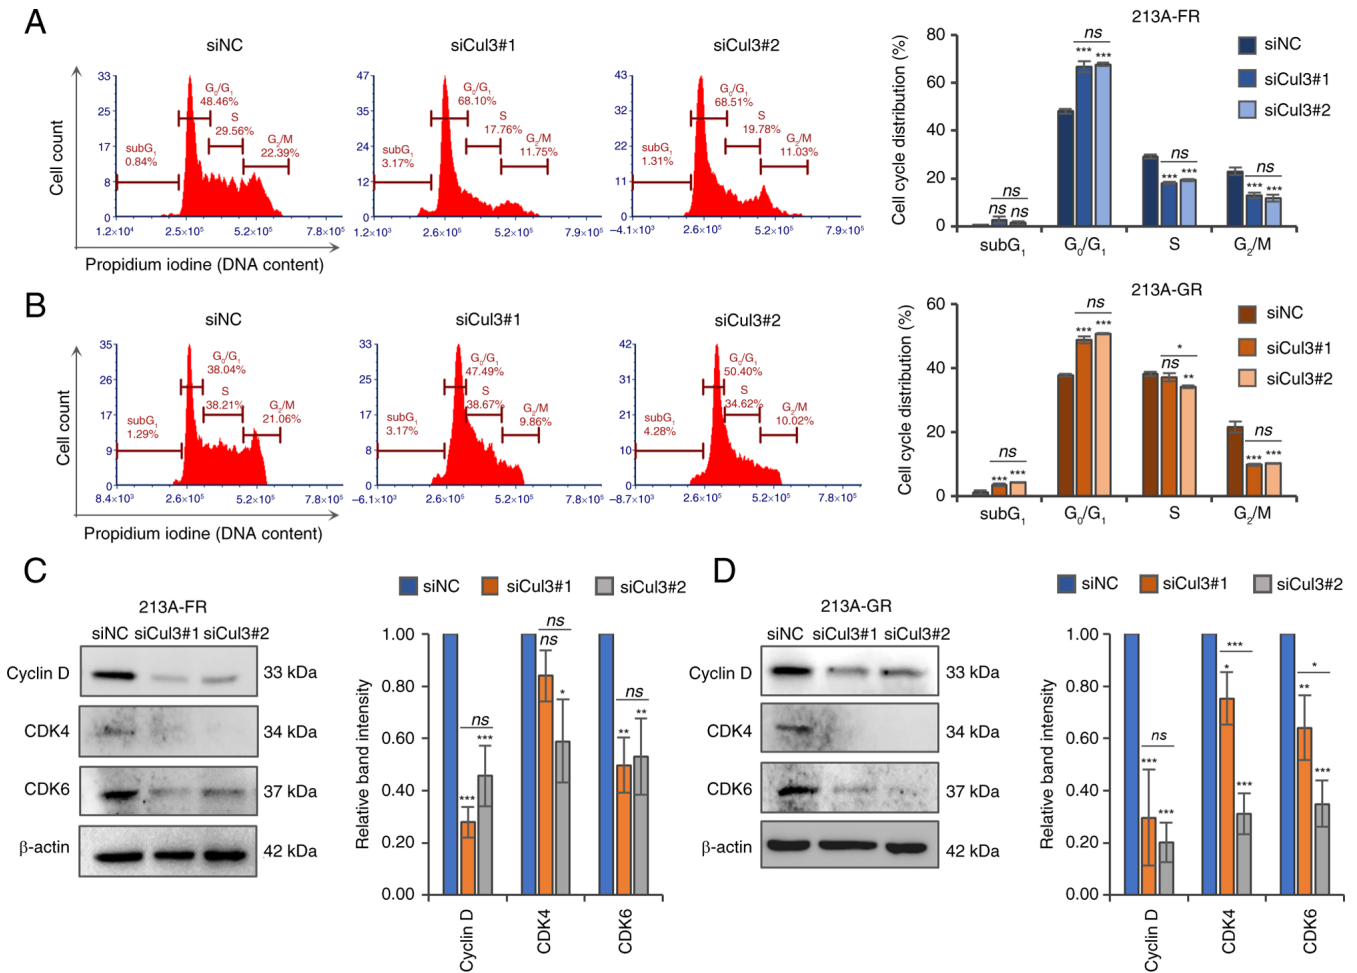 A
siNC
siCul3#1
siCul3#2
Cell count
33
25
17
8
0
subG1
0.84%
G0/G1
48.46%
S
29.56%
G2/M
22.39%
1.2×10⁴
2.6×10⁵
5.2×10⁵
7.8×10⁵
47
35
24
12
0
subG1
3.17%
G0/G1
68.10%
S
17.76%
G2/M
11.75%
1.2×10³
2.6×10⁵
5.2×10⁵
7.9×10⁵
43
32
22
11
0
subG1
1.31%
G0/G1
68.51%
S
19.78%
G2/M
11.03%
−4.1×10³
2.6×10⁵
5.2×10⁵
7.8×10⁵
Propidium iodine (DNA content)
213A-FR
Cell cycle distribution (%)
80
60
40
20
0
ns
ns ns
ns
*** ***
ns
*** ***
ns
*** ***
subG1
G0/G1
S
G2/M
siNC
siCul3#1
siCul3#2
B
siNC
siCul3#1
siCul3#2
Cell count
35
26
17
9
0
subG1
1.29%
G0/G1
38.04%
S
38.21%
G2/M
21.06%
8.4×10³
2.6×10⁵
5.2×10⁵
7.8×10⁵
33
25
17
8
0
subG1
3.17%
G0/G1
47.49%
S
38.67%
G2/M
9.86%
−6.1×10³
2.6×10⁵
5.2×10⁵
7.8×10⁵
42
31
21
10
0
subG1
4.28%
G0/G1
50.40%
S
34.62%
G2/M
10.02%
−8.7×10³
2.6×10⁵
5.2×10⁵
7.8×10⁵
Propidium iodine (DNA content)
213A-GR
Cell cycle distribution (%)
60
40
20
0
ns
*** ***
ns
*** ***
*
ns **
ns
*** ***
subG1
G0/G1
S
G2/M
siNC
siCul3#1
siCul3#2
C
213A-FR
siNC siCul3#1 siCul3#2
Cyclin D 33 kDa
CDK4 34 kDa
CDK6 37 kDa
β-actin 42 kDa
siNC siCul3#1 siCul3#2
Relative band intensity
1.00
0.80
0.60
0.40
0.20
0.00
ns
*** ***
ns
ns *
ns
** **
Cyclin D
CDK4
CDK6
D
213A-GR
siNC siCul3#1 siCul3#2
Cyclin D 33 kDa
CDK4 34 kDa
CDK6 37 kDa
β-actin 42 kDa
siNC siCul3#1 siCul3#2
Relative band intensity
1.00
0.80
0.60
0.40
0.20
0.00
ns
*** ***
***
* ***
*
** ***
Cyclin D
CDK4
CDK6